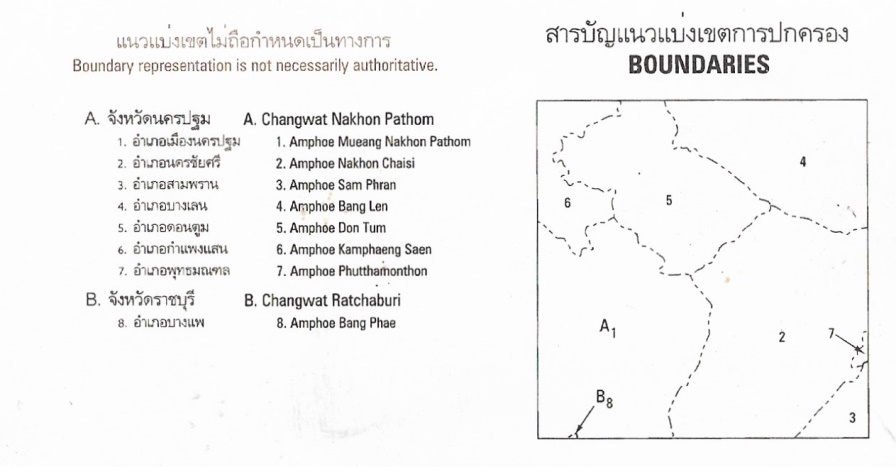 แนวแบ่งเขตไม่ถือกำหนดเป็นทางการ
Boundary representation is not necessarily authoritative.
A. จังหวัดนครปฐม A. Changwat Nakhon Pathom
1. อำเภอเมืองนครปฐม 1. Amphoe Mueang Nakhon Pathom
2. อำเภอนครชัยศรี 2. Amphoe Nakhon Chaisi
3. อำเภอสามพราน 3. Amphoe Sam Phran
4. อำเภอบางเลน 4. Amphoe Bang Len
5. อำเภอดอนตูม 5. Amphoe Don Tum
6. อำเภอกำแพงแสน 6. Amphoe Kamphaeng Saen
7. อำเภอพุทธมณฑล 7. Amphoe Phutthamonthon
B. จังหวัดราชบุรี B. Changwat Ratchaburi
8. อำเภอบางแพ 8. Amphoe Bang Phae
สารบัญแนวแบ่งเขตการปกครอง
BOUNDARIES
4
6 5
A1 2 7
B8
3